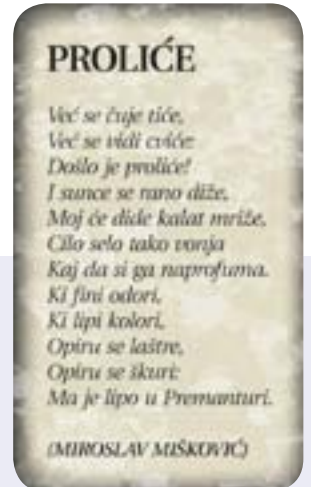 PROLIĆE
Već se čuje tiće,
Već se vidi cviće:
Došlo je proliće!
I sunce se rano diže,
Moj će dide kalat mriže.
Cilo selo tako vonja
Kaj da si ga naprofuma.
Ki fini odori,
Ki lipi kolori,
Opiru se laštre,
Opiru se škuri:
Ma je lipo u Premanturi.
(MIROSLAV MIŠKOVIĆ)